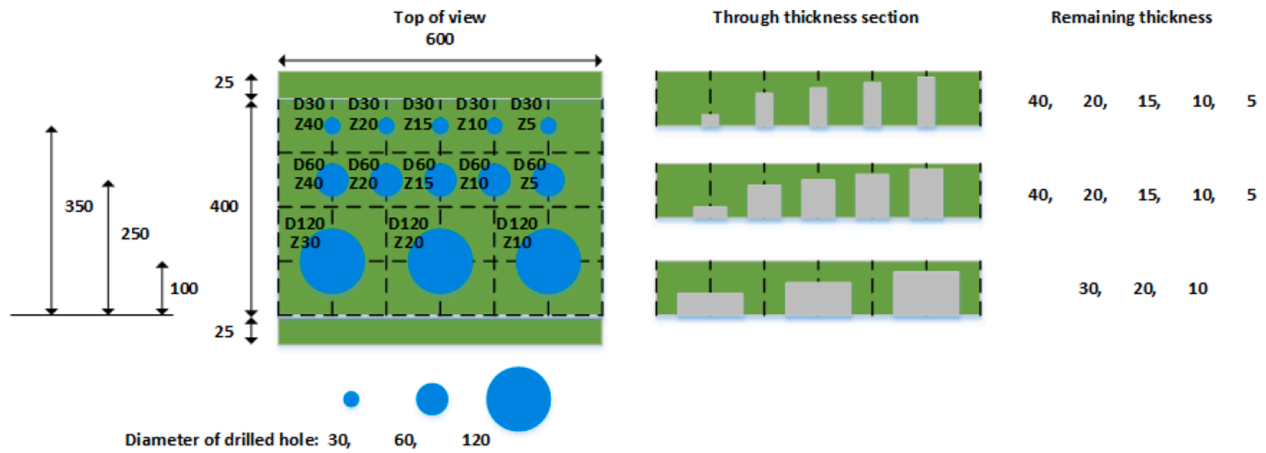 Top of view
600
Through thickness section
Remaining thickness
25
D30 D30 D30 D30 D30
Z40 Z20 Z15 Z10 Z5
40, 20, 15, 10, 5
D60 D60 D60 D60 D60
Z40 Z20 Z15 Z10 Z5
40, 20, 15, 10, 5
350
400
250
D120 D120 D120
Z30 Z20 Z10
100
30, 20, 10
25
Diameter of drilled hole: 30, 60, 120